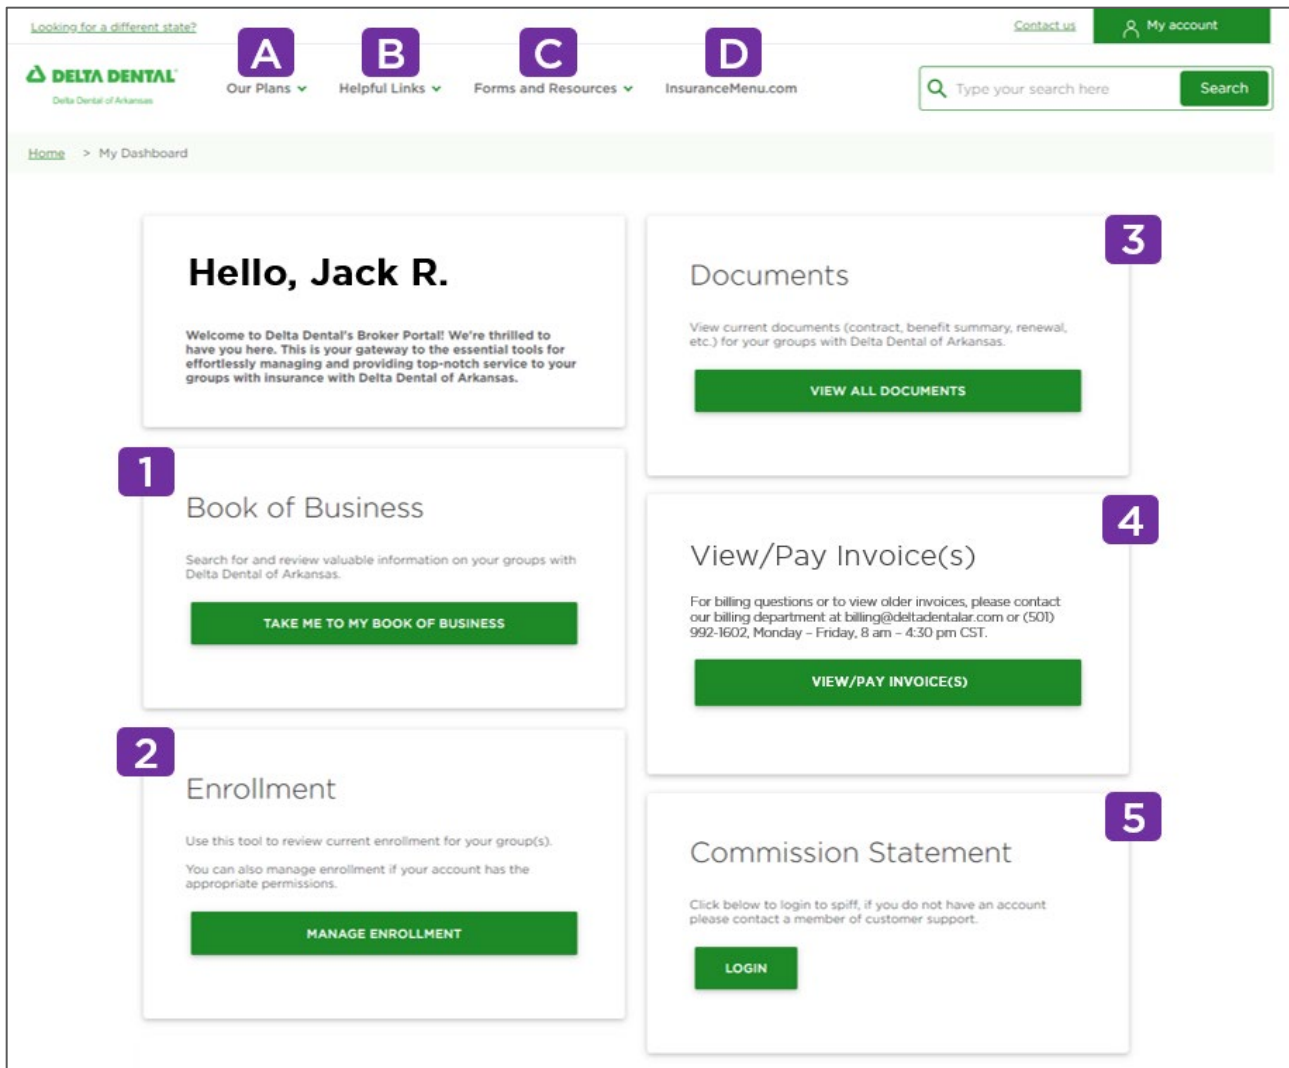 Looking for a different state?
Contact us
My account
A
B
C
D
DELTA DENTAL
Delta Dental of Arkansas
Our Plans
Helpful Links
Forms and Resources
InsuranceMenu.com
Type your search here
Search
Home > My Dashboard
Hello, Jack R.
Welcome to Delta Dental's Broker Portal! We're thrilled to
have you here. This is your gateway to the essential tools for
effortlessly managing and providing top-notch service to your
groups with insurance with Delta Dental of Arkansas.
1
Book of Business
Search for and review valuable information on your groups with
Delta Dental of Arkansas.
TAKE ME TO MY BOOK OF BUSINESS
2
Enrollment
Use this tool to review current enrollment for your group(s).
You can also manage enrollment if your account has the
appropriate permissions.
MANAGE ENROLLMENT
3
Documents
View current documents (contract, benefit summary, renewal,
etc.) for your groups with Delta Dental of Arkansas.
VIEW ALL DOCUMENTS
4
View/Pay Invoice(s)
For billing questions or to view older invoices, please contact
our billing department at billing@deltadentalar.com or (501)
992-1602, Monday – Friday, 8 am – 4:30 pm CST.
VIEW/PAY INVOICE(S)
5
Commission Statement
Click below to login to spiff, if you do not have an account
please contact a member of customer support.
LOGIN